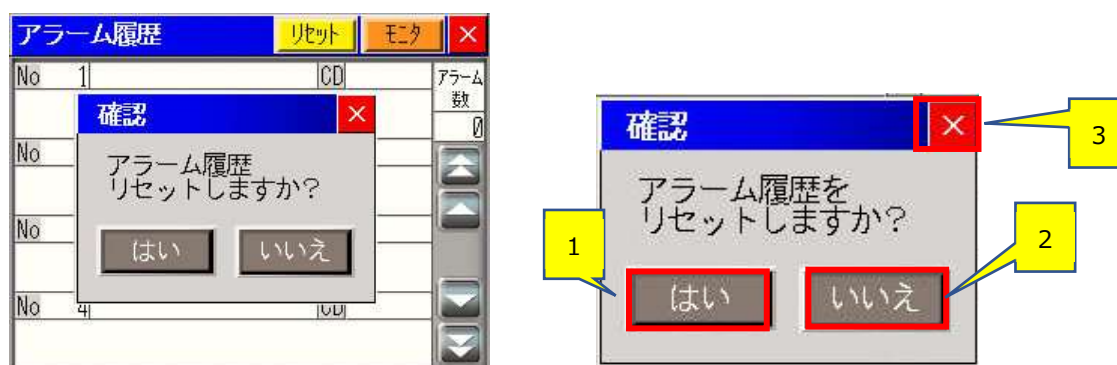 アラーム履歴 リセット モニタ ×
No 1 CD
アラーム
数
0
確認 ×
アラーム履歴
リセットしますか?
はい いいえ
No
No
No 4 CD
確認 ×
アラーム履歴を
リセットしますか?
はい いいえ
1
2
3